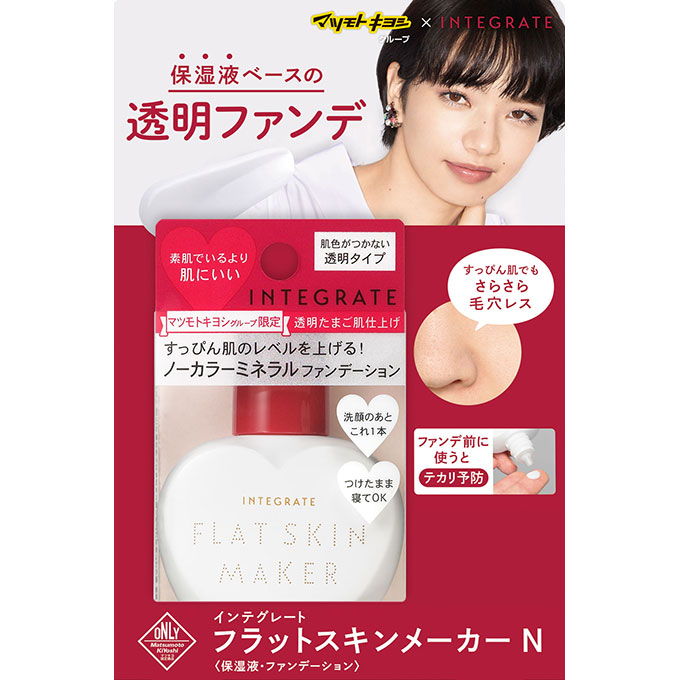 マツモトキヨシ × INTEGRATE
グループ
保湿液ベースの
透明ファンデ
素肌でいるより
肌にいい
肌色がつかない
透明タイプ
INTEGRATE
マツモトキヨシグループ限定 透明たまご肌仕上げ
すっぴん肌のレベルを上げる!
ノーカラーミネラルファンデーション
洗顔のあと
これ1本
つけたまま
寝てOK
INTEGRATE
FLAT SKIN
MAKER
すっぴん肌でも
さらさら
毛穴レス
ファンデ前に
使うと
テカリ予防
ONLY
Matsumoto
KiYoshi
インテグレート
フラットスキンメーカー N
〈保湿液・ファンデーション〉